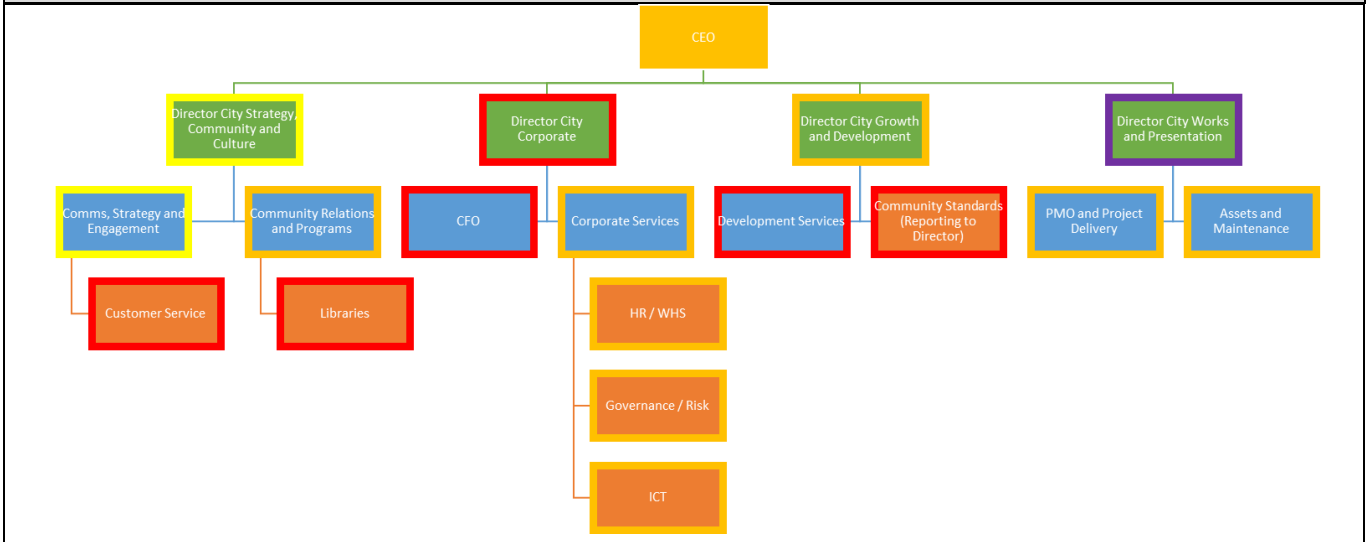 CEO
Director City Strategy,
Community and
Culture
Director City
Corporate
Director City Growth
and Development
Director City Works
and Presentation
Comms, Strategy and
Engagement
Community Relations
and Programs
CFO
Corporate Services
Development Services
Community Standards
(Reporting to
Director)
PMO and Project
Delivery
Assets and
Maintenance
Customer Service
Libraries
HR / WHS
Governance / Risk
ICT